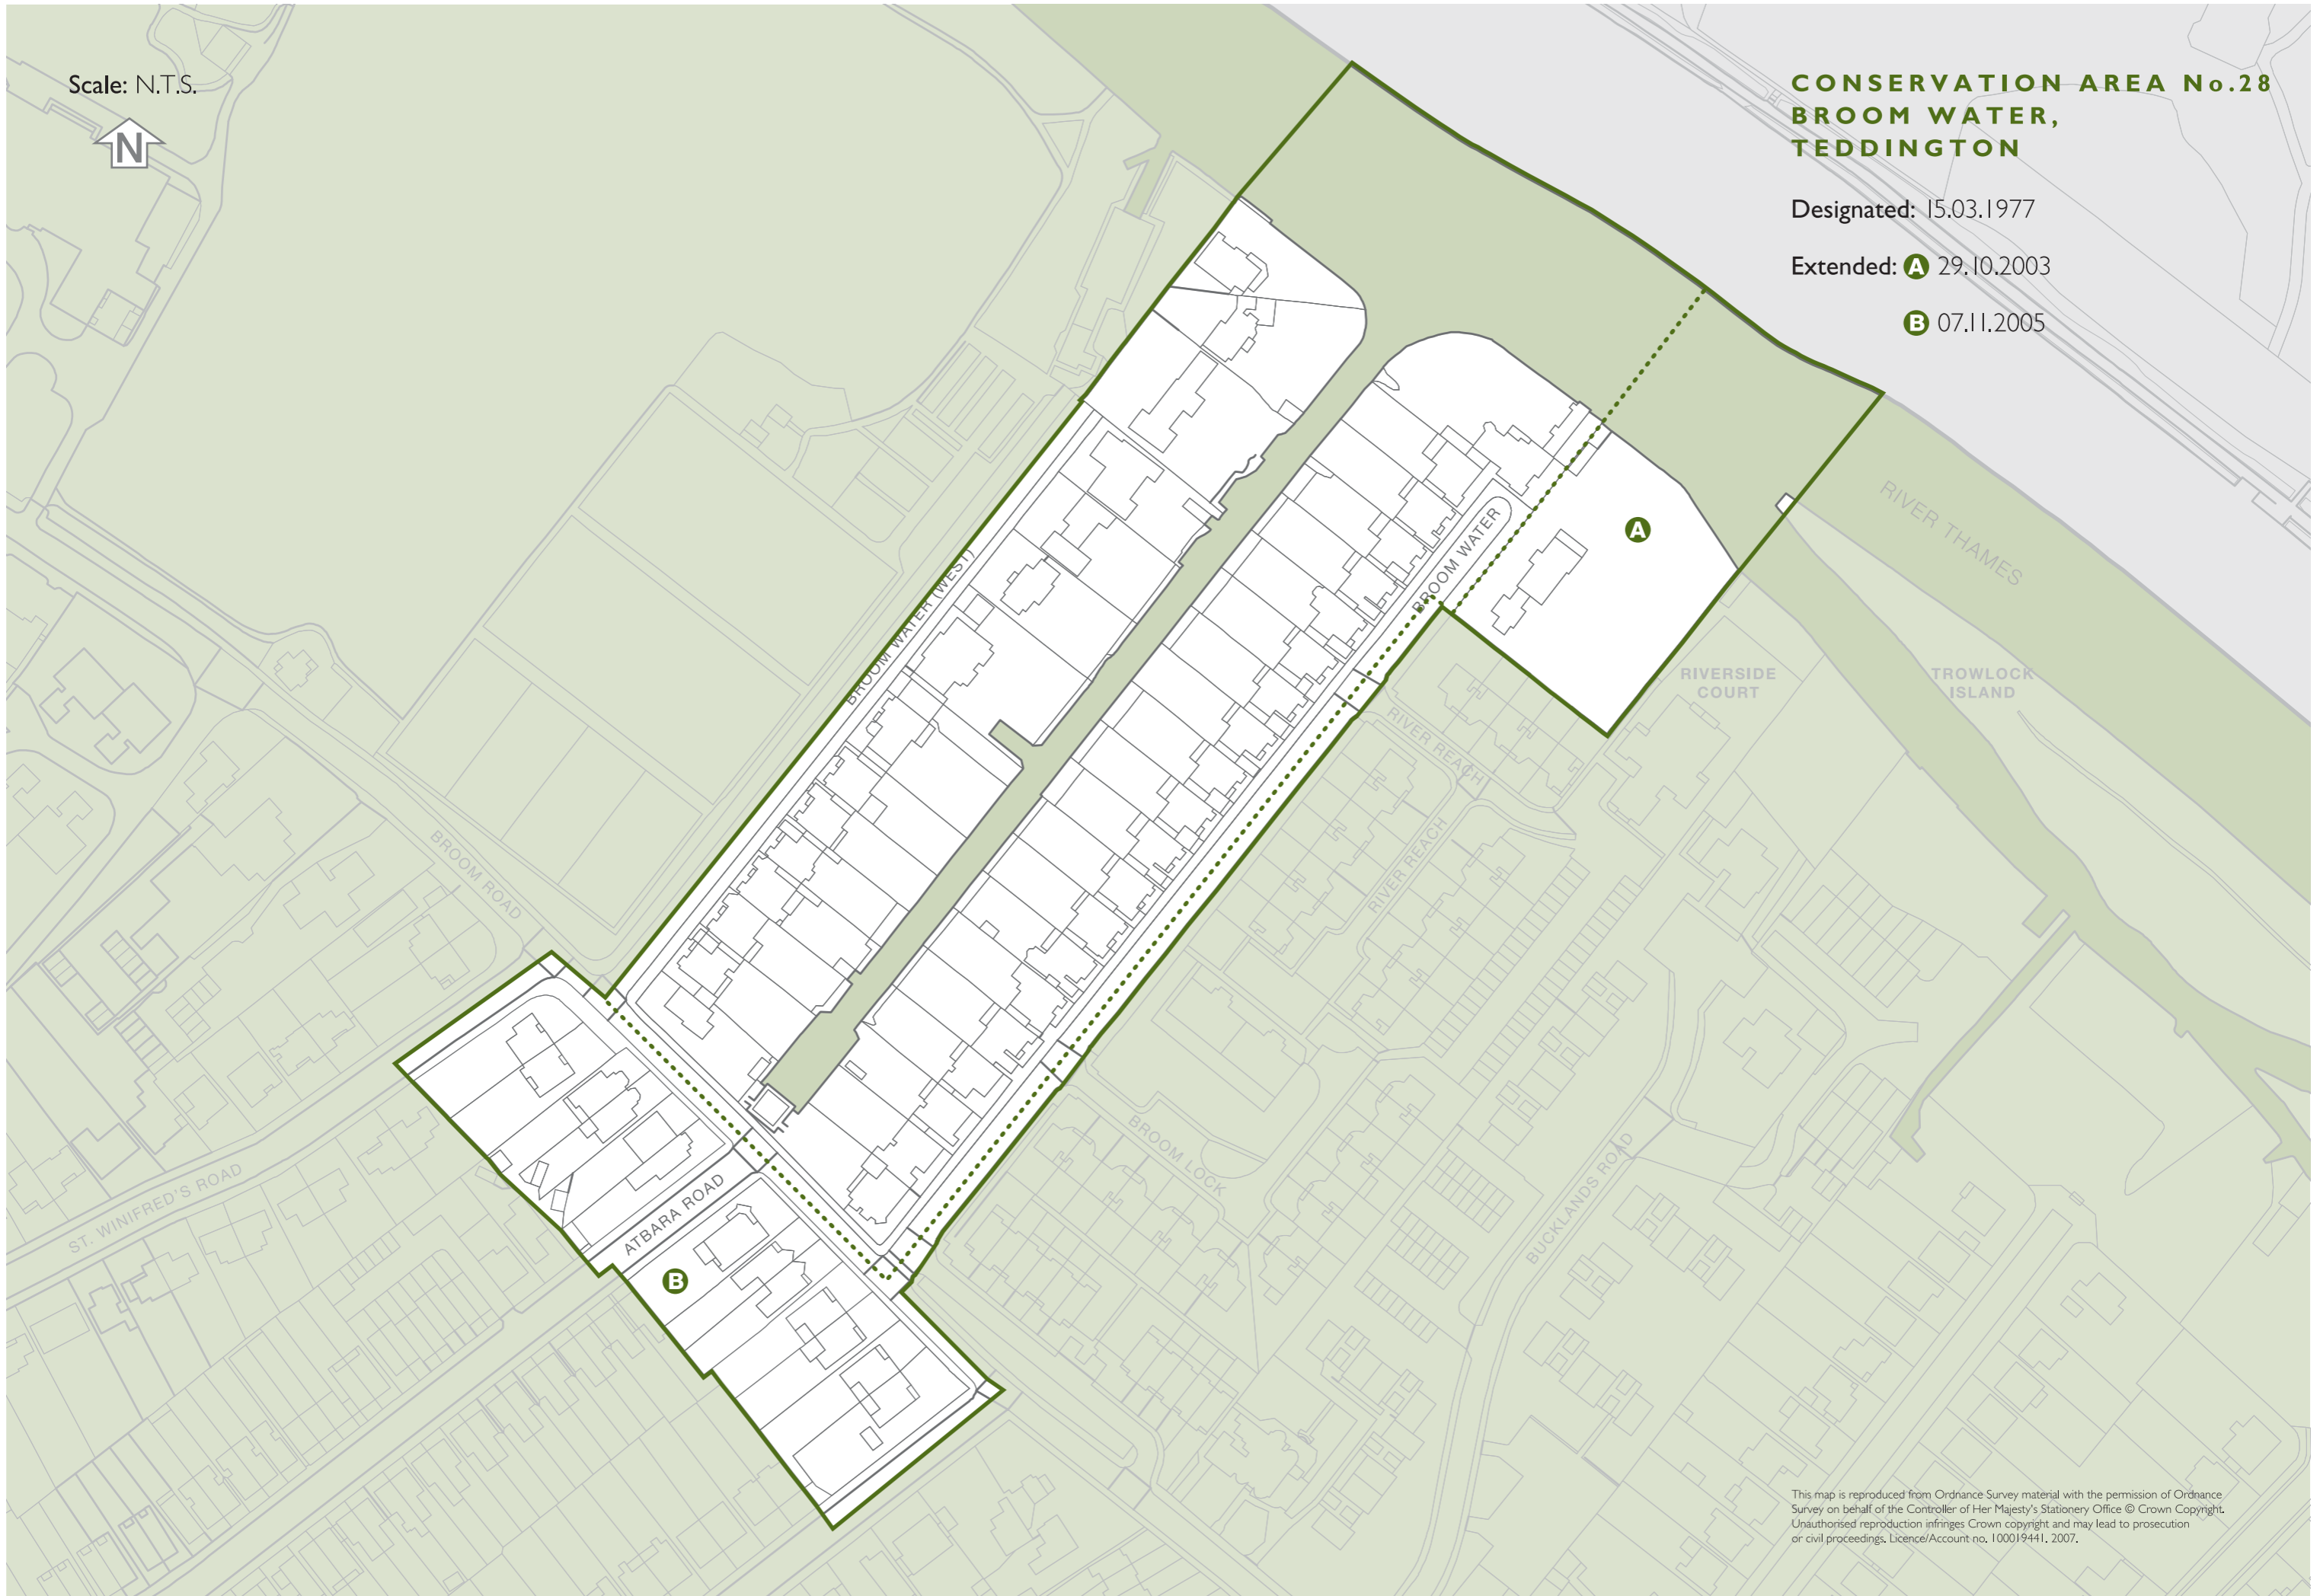 Scale: N.T.S.
N
CONSERVATION AREA No.28
BROOM WATER,
TEDDINGTON
Designated: 15.03.1977
Extended: A 29.10.2003
B 07.11.2005
RIVER THAMES
A
BROOM WATER
BROOM WATER (WEST)
RIVERSIDE
COURT
TROWLOCK
ISLAND
RIVER REACH
RIVER REACH
BROOM ROAD
BROOM LOCK
BUCKLANDS ROAD
ST. WINIFRED'S ROAD
ATBARA ROAD
B
This map is reproduced from Ordnance Survey material with the permission of Ordnance
Survey on behalf of the Controller of Her Majesty's Stationery Office © Crown Copyright.
Unauthorised reproduction infringes Crown copyright and may lead to prosecution
or civil proceedings. Licence/Account no. 100019441. 2007.